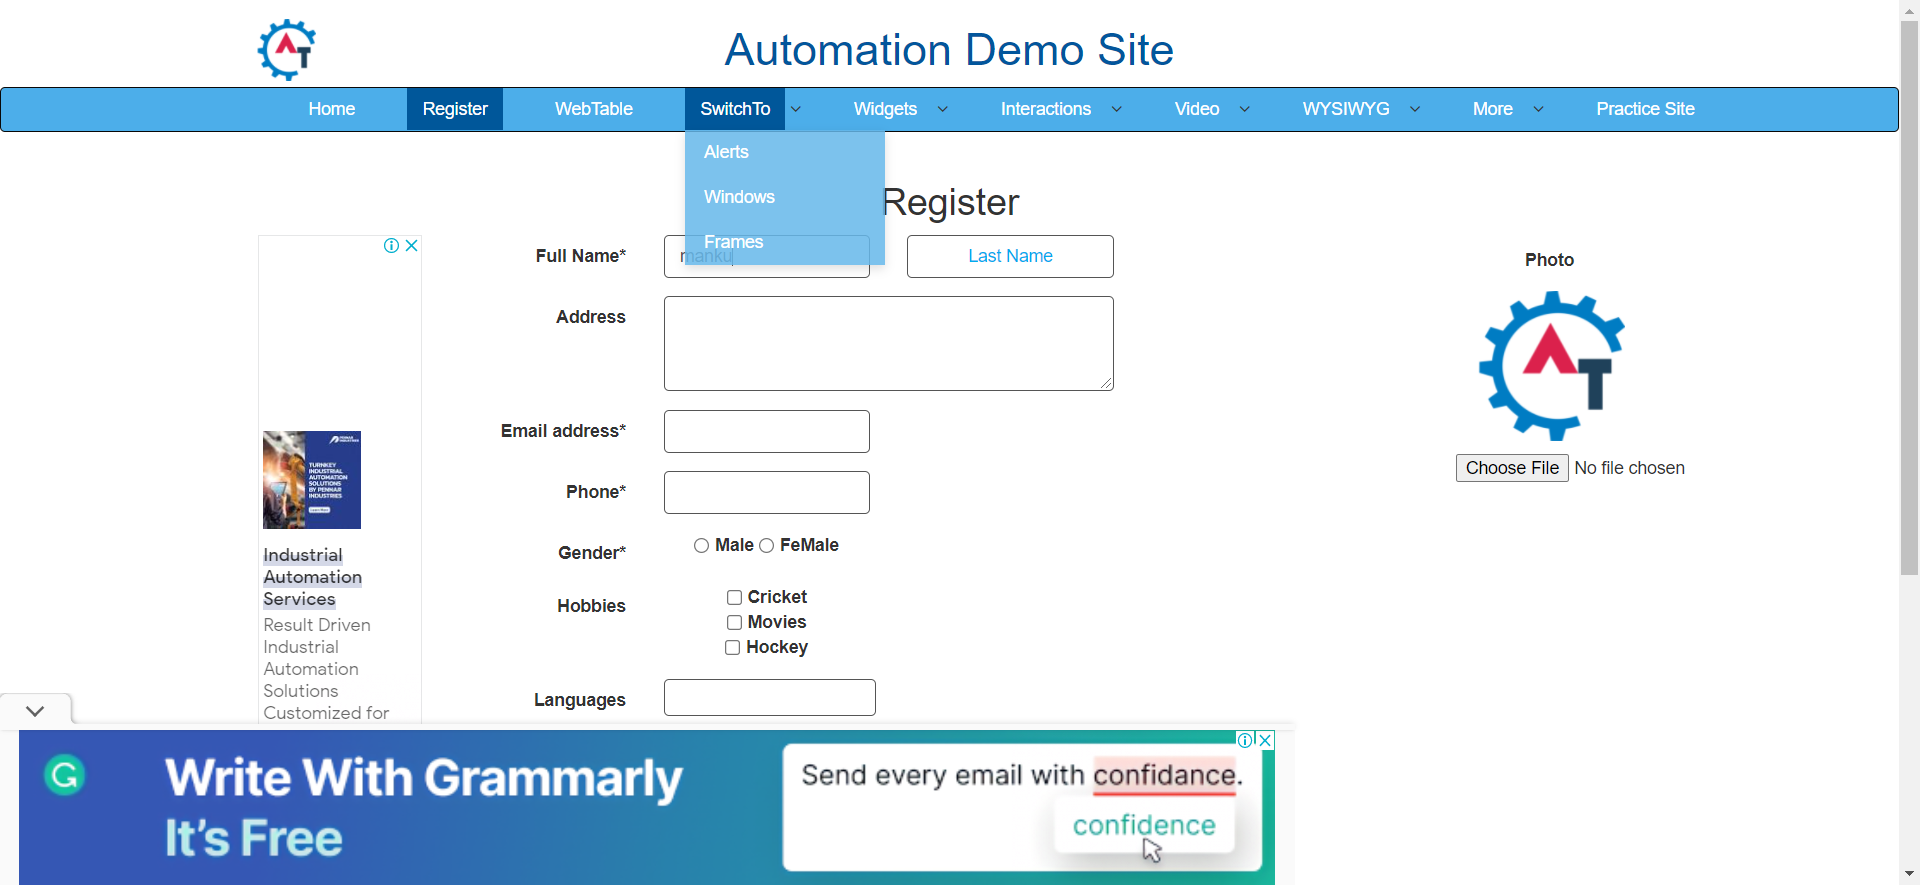 Automation Demo Site
Home Register WebTable SwitchTo Widgets Interactions Video WYSIWYG More Practice Site
Alerts
Windows
Frames
Register
Full Name* manku Last Name
Photo
Address
Email address*
Choose File No file chosen
Phone*
Gender* Male FeMale
Hobbies
Cricket
Movies
Hockey
Languages
TURNKEY
INDUSTRIAL
AUTOMATION
SOLUTIONS
BY PENNAR
INDUSTRIES
Learn More
Industrial
Automation
Services
Result Driven
Industrial
Automation
Solutions
Customized for
Write With Grammarly
It's Free
Send every email with confidance.
confidence